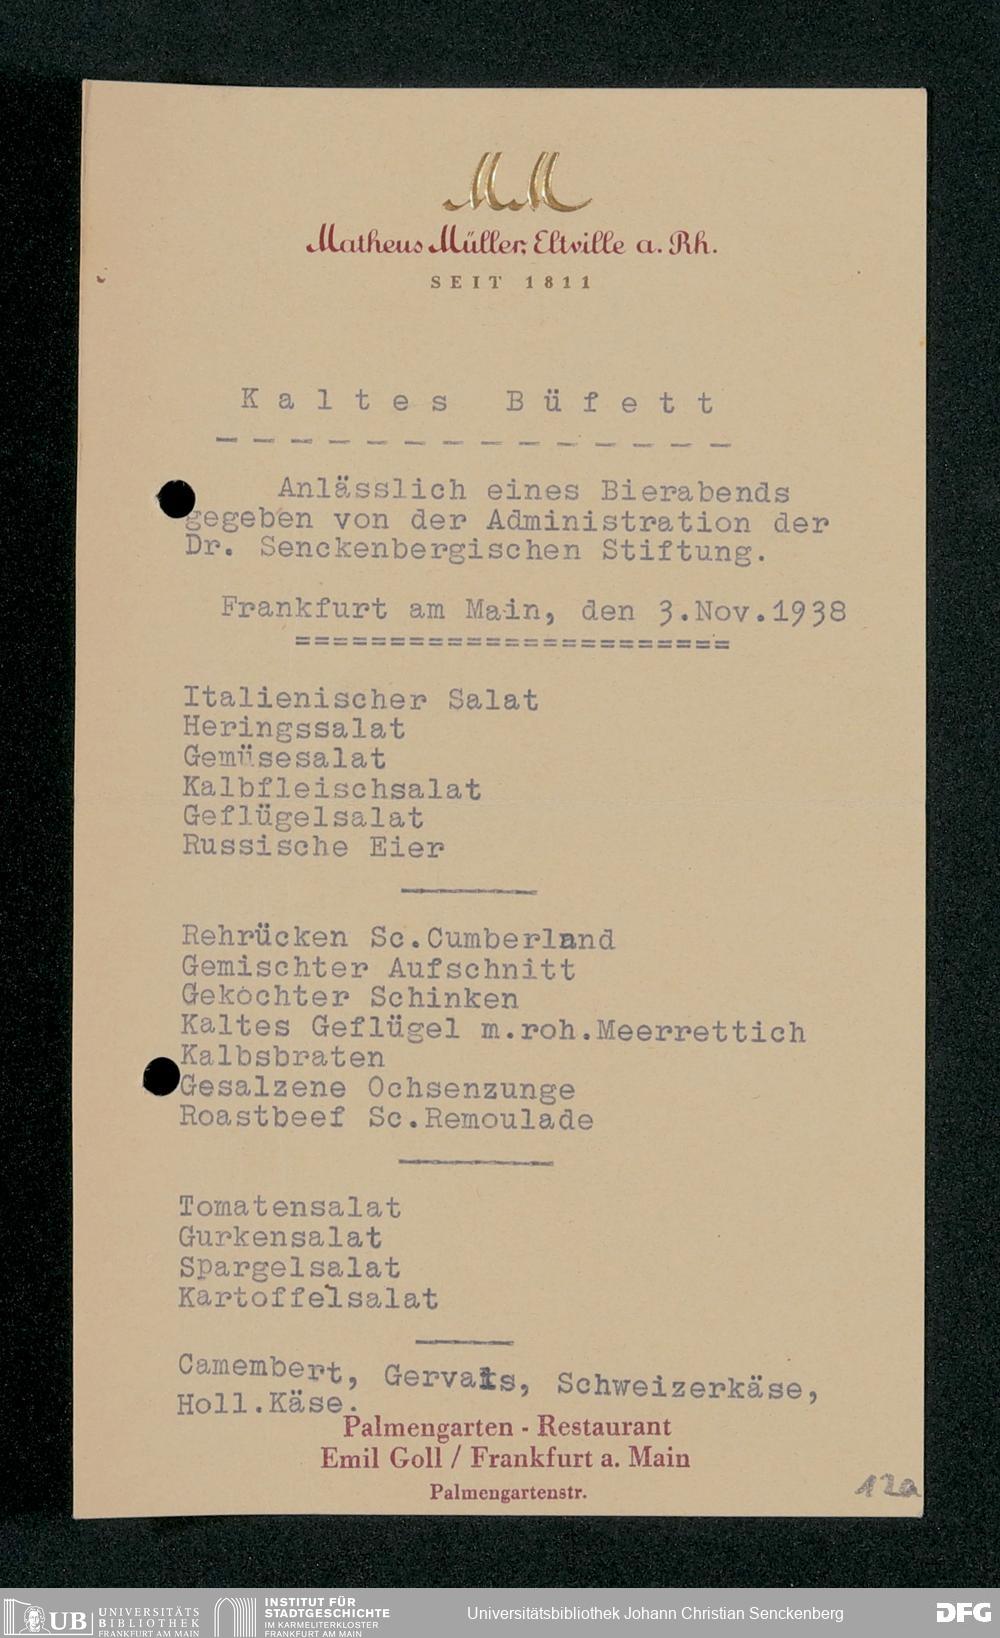 MM
Matheus Müller, Eltville a. Rh.
SEIT 1811
Kaltes Büfett
Anlässlich eines Bierabends
gegeben von der Administration der
Dr. Senckenbergischen Stiftung.
Frankfurt am Main, den 3.Nov.1938
Italienischer Salat
Heringssalat
Gemüsesalat
Kalbfleischsalat
Geflügelsalat
Russische Eier
Rehrücken Sc.Cumberland
Gemischter Aufschnitt
Gekochter Schinken
Kaltes Geflügel m.roh.Meerrettich
Kalbsbraten
Gesalzene Ochsenzunge
Roastbeef Sc.Remoulade
Tomatensalat
Gurkensalat
Spargelsalat
Kartoffelsalat
Camembert, Gervais, Schweizerkäse,
Holl.Käse.
Palmengarten - Restaurant
Emil Goll / Frankfurt a. Main
Palmengartenstr.
12a
UB UNIVERSITÄTS
BIBLIOTHEK
FRANKFURT AM MAIN
INSTITUT FÜR
STADTGESCHICHTE
IM KARMELITERKLOSTER
FRANKFURT AM MAIN
Universitätsbibliothek Johann Christian Senckenberg
DFG